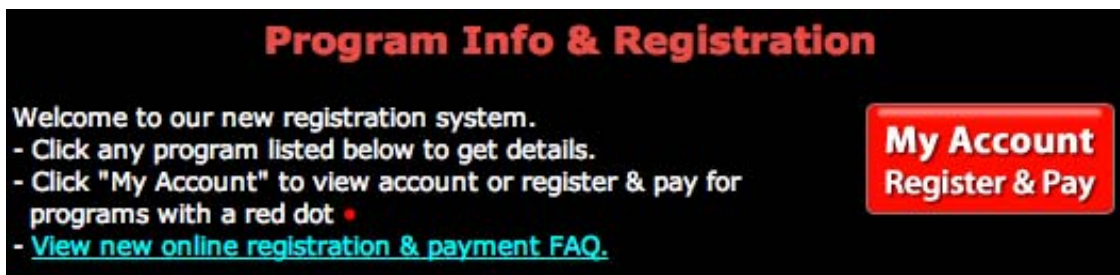 Program Info & Registration
Welcome to our new registration system.
- Click any program listed below to get details.
- Click "My Account" to view account or register & pay for
programs with a red dot •
- View new online registration & payment FAQ.
My Account
Register & Pay